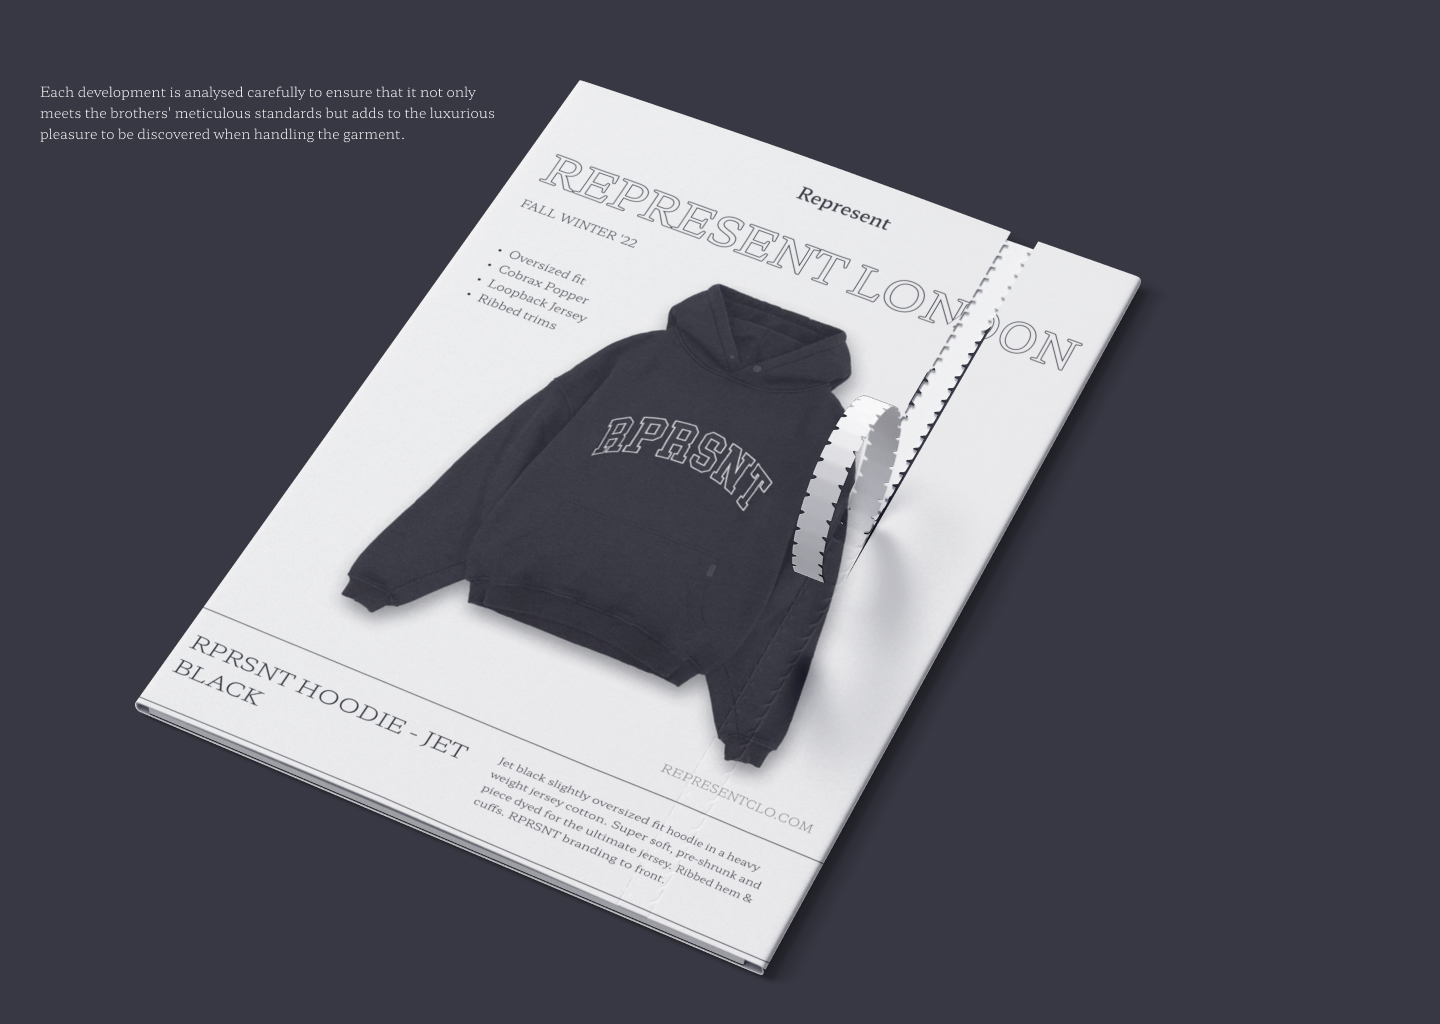 Each development is analysed carefully to ensure that it not only
meets the brothers' meticulous standards but adds to the luxurious
pleasure to be discovered when handling the garment.
Represent
REPRESENT LONDON
FALL WINTER '22
• Oversized fit
• Cobrax Popper
• Loopback Jersey
• Ribbed trims
RPRSNT
RPRSNT HOODIE - JET
BLACK
REPRESENTCLO.COM
Jet black slightly oversized fit hoodie in a heavy
weight jersey cotton. Super soft, pre-shrunk and
piece dyed for the ultimate jersey. Ribbed hem &
cuffs. RPRSNT branding to front.